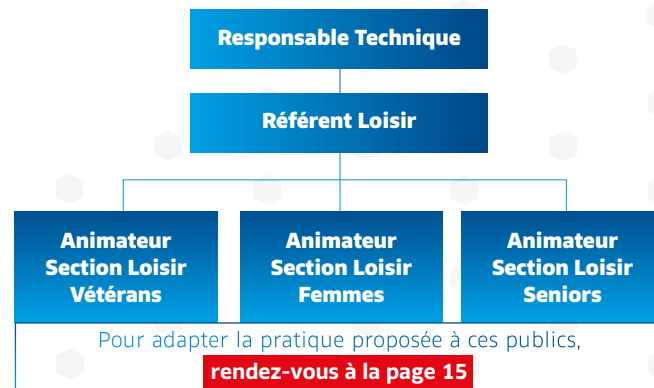 Responsable Technique
Référent Loisir
Animateur
Section Loisir
Vétérans
Animateur
Section Loisir
Femmes
Animateur
Section Loisir
Seniors
Pour adapter la pratique proposée à ces publics,
rendez-vous à la page 15